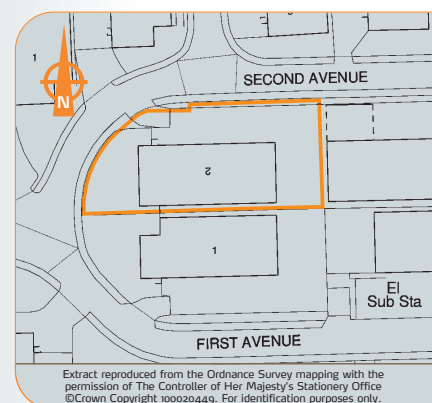 1
N
SECOND AVENUE
2
1
El
Sub Sta
FIRST AVENUE
Extract reproduced from the Ordnance Survey mapping with the
permission of The Controller of Her Majesty's Stationery Office
©Crown Copyright 100020449. For identification purposes only.